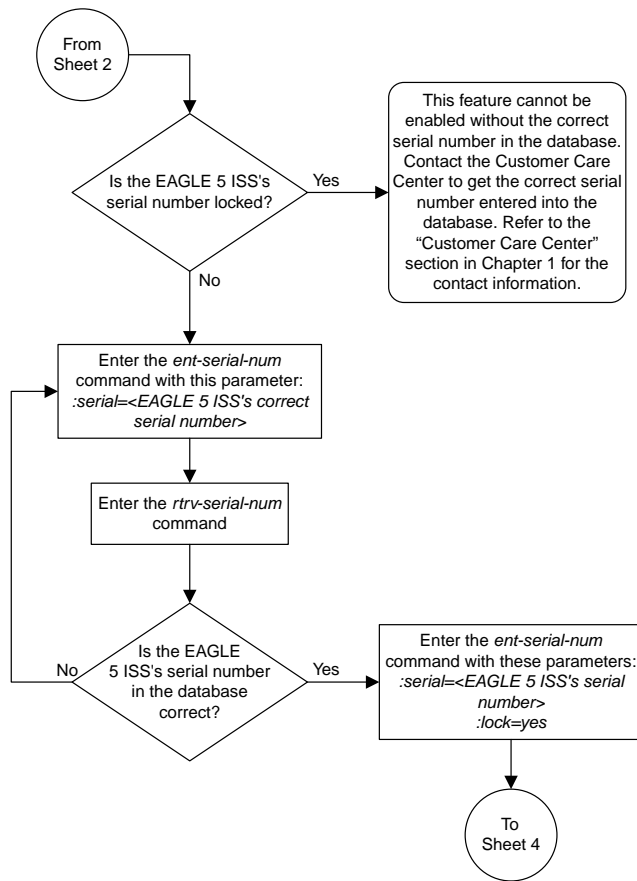 From
Sheet 2
This feature cannot be
enabled without the correct
serial number in the database.
Contact the Customer Care
Center to get the correct serial
number entered into the
database. Refer to the
“Customer Care Center”
section in Chapter 1 for the
contact information.
Is the EAGLE 5 ISS's
serial number locked?
Yes
No
Enter the ent-serial-num
command with this parameter:
:serial=<EAGLE 5 ISS's correct
serial number>
Enter the rtrv-serial-num
command
Is the EAGLE
5 ISS's serial number
in the database
correct?
No
Yes
Enter the ent-serial-num
command with these parameters:
:serial=<EAGLE 5 ISS's serial
number>
:lock=yes
To
Sheet 4